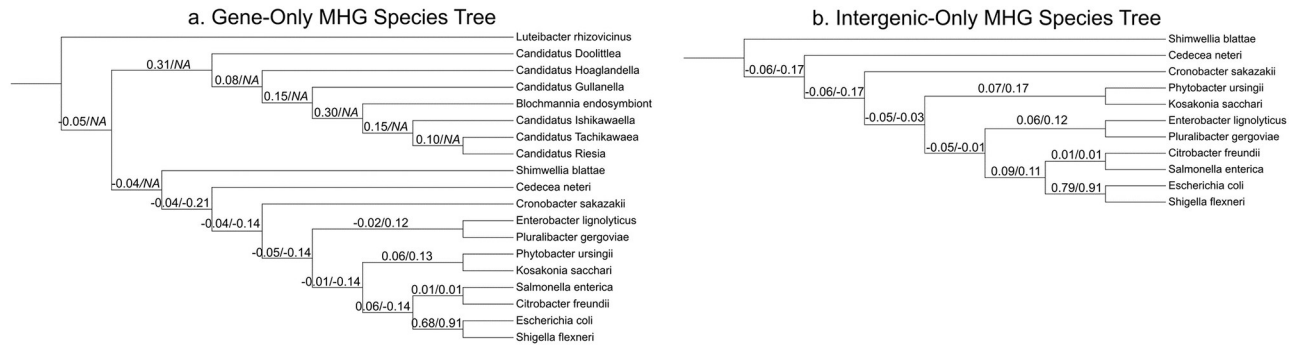 a. Gene-Only MHG Species Tree
Luteibacter rhizovicinus
Candidatus Doolittlea
0.31/NA
Candidatus Hoaglandella
0.08/NA
Candidatus Gullanella
0.15/NA
Blochmannia endosymbiont
0.30/NA
Candidatus Ishikawaella
0.15/NA
Candidatus Tachikawaea
0.10/NA
Candidatus Riesia
-0.05/NA
Shimwellia blattae
-0.04/NA
Cedecea neteri
-0.04/-0.21
Cronobacter sakazakii
-0.04/-0.14
Enterobacter lignolyticus
-0.02/0.12
Pluralibacter gergoviae
-0.05/-0.14
Phytobacter ursingii
0.06/0.13
Kosakonia sacchari
-0.01/-0.14
Salmonella enterica
0.01/0.01
Citrobacter freundii
0.06/-0.14
Escherichia coli
0.68/0.91
Shigella flexneri
b. Intergenic-Only MHG Species Tree
Shimwellia blattae
Cedecea neteri
-0.06/-0.17
Cronobacter sakazakii
-0.06/-0.17
Phytobacter ursingii
0.07/0.17
Kosakonia sacchari
-0.05/-0.03
Enterobacter lignolyticus
0.06/0.12
Pluralibacter gergoviae
-0.05/-0.01
Citrobacter freundii
0.01/0.01
Salmonella enterica
0.09/0.11
Escherichia coli
0.79/0.91
Shigella flexneri